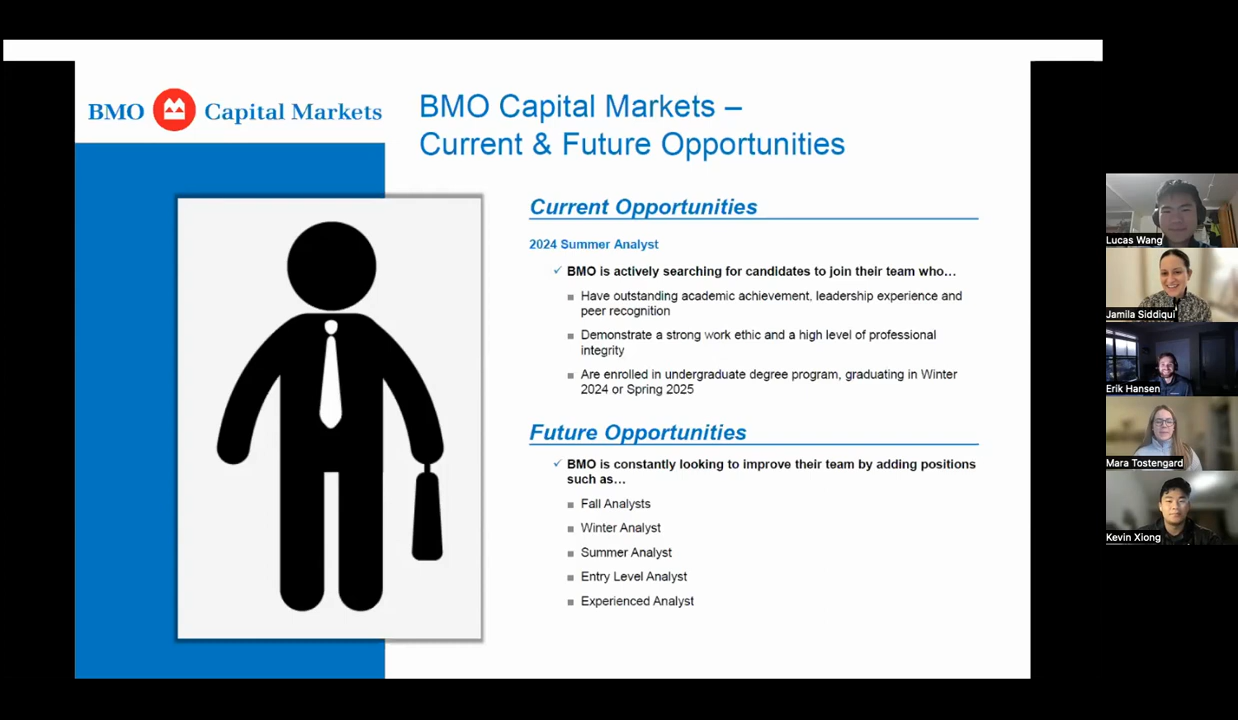 BMO Capital Markets
BMO Capital Markets –
Current & Future Opportunities
Current Opportunities
2024 Summer Analyst
BMO is actively searching for candidates to join their team who…
Have outstanding academic achievement, leadership experience and
peer recognition
Demonstrate a strong work ethic and a high level of professional
integrity
Are enrolled in undergraduate degree program, graduating in Winter
2024 or Spring 2025
Future Opportunities
BMO is constantly looking to improve their team by adding positions
such as…
Fall Analysts
Winter Analyst
Summer Analyst
Entry Level Analyst
Experienced Analyst
Lucas Wang
Jamila Siddiqui
Erik Hansen
Mara Tostengard
Kevin Xiong